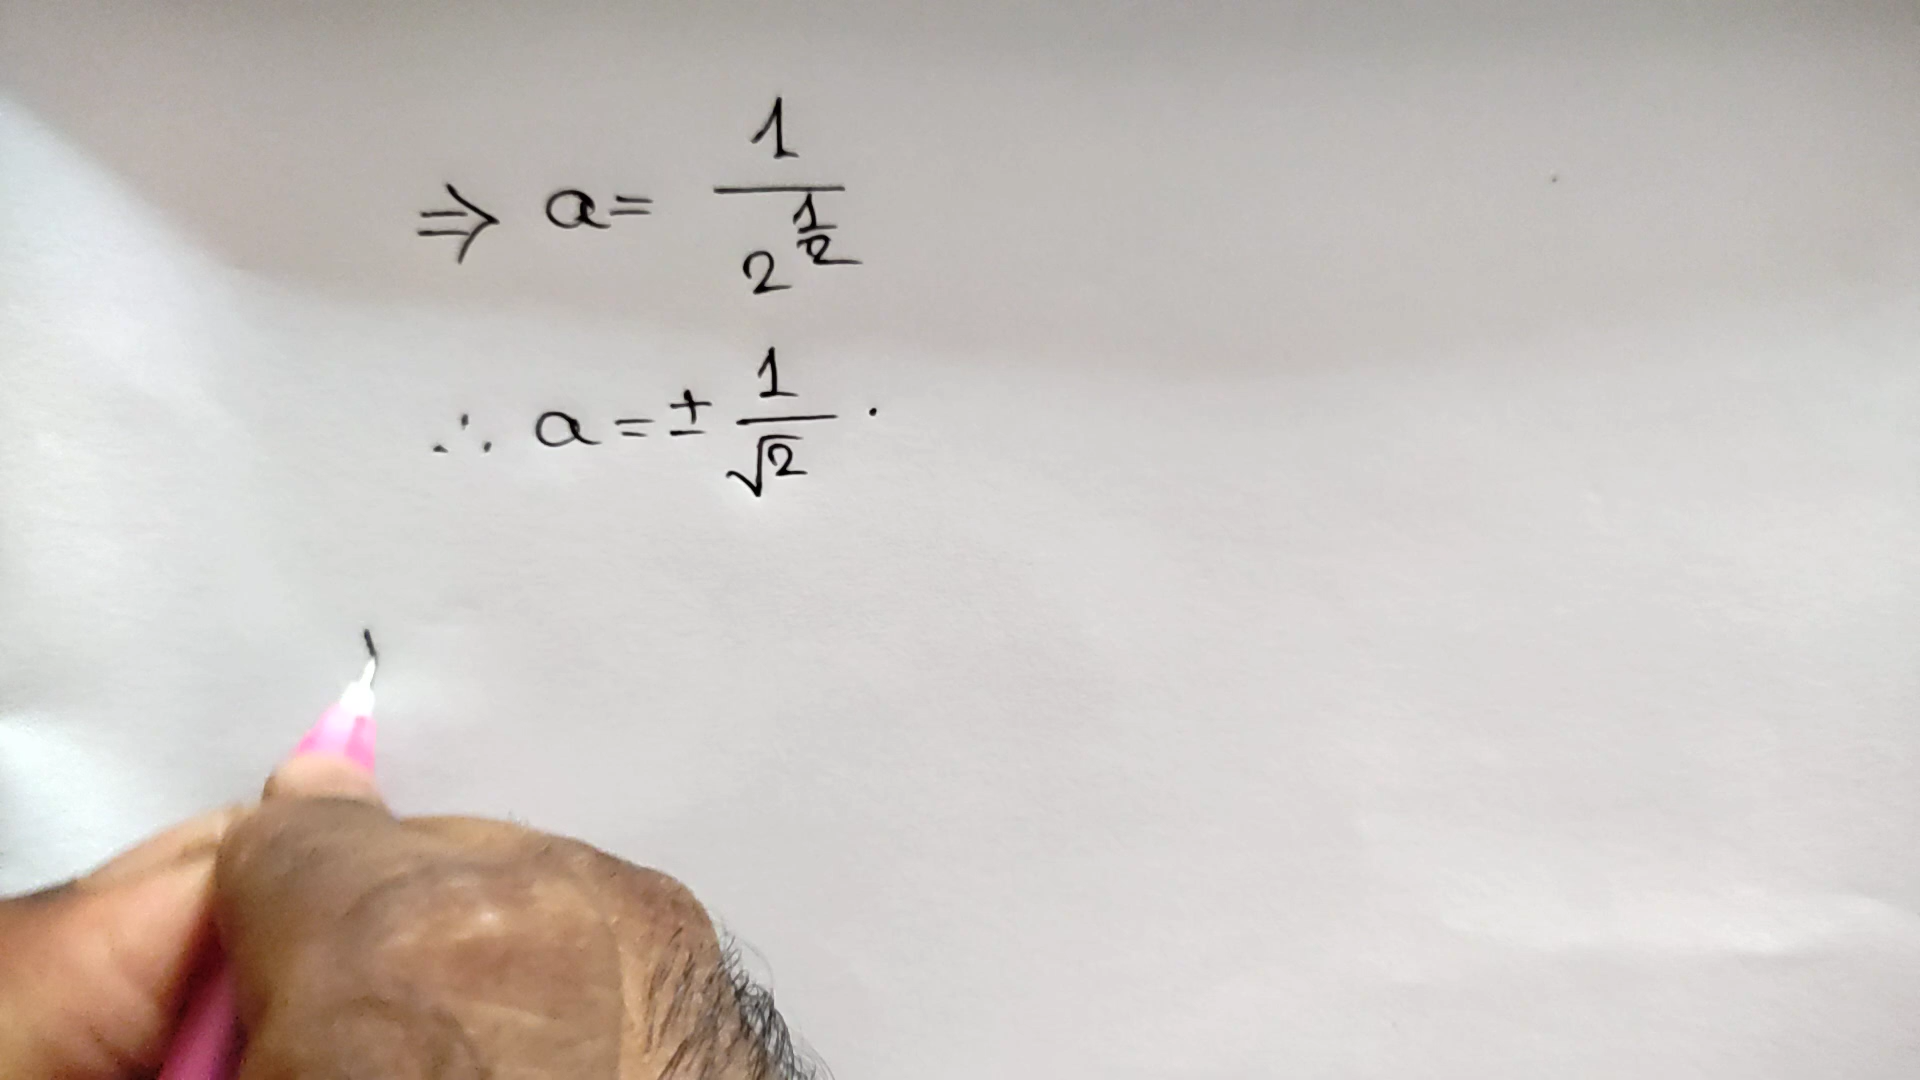 ⇒ a = 1/2^(1/2)
∴ a = ± 1/√2 .